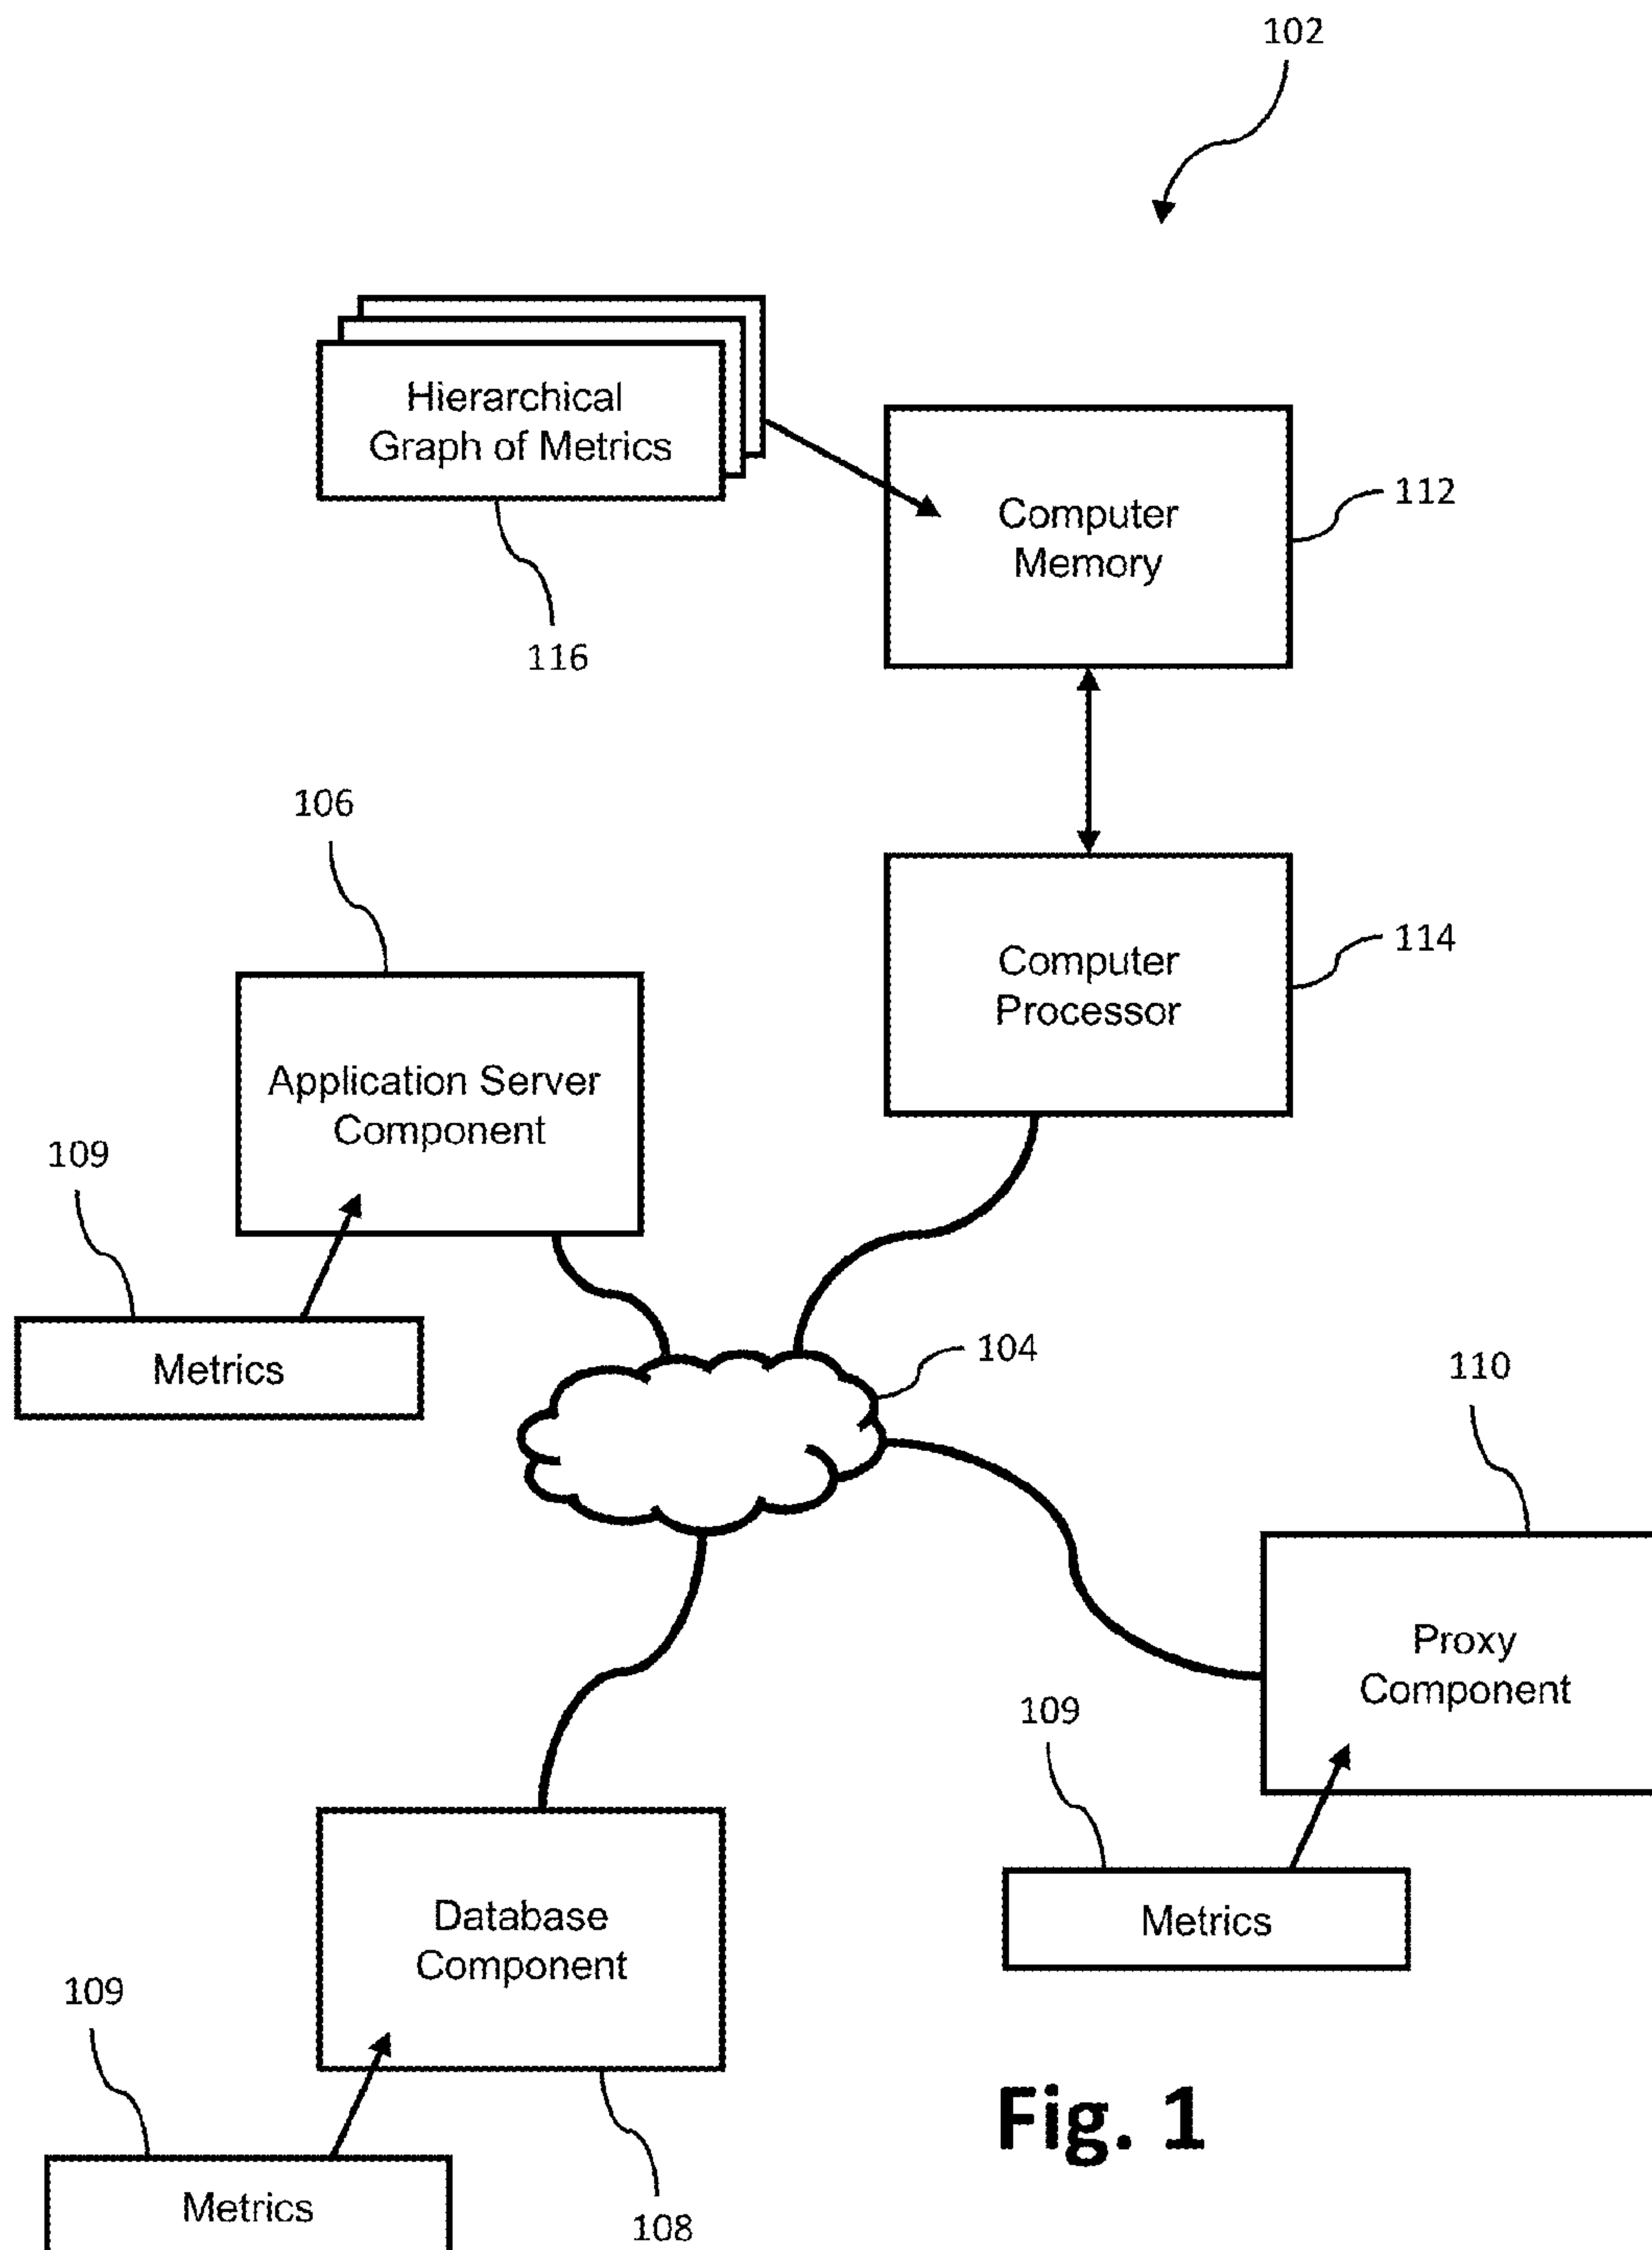 102
Hierarchical
Graph of Metrics
116
Computer
Memory
112
106
Computer
Processor
114
Application Server
Component
109
Metrics
104
110
Proxy
Component
109
Metrics
Database
Component
109
Metrics
108
Fig. 1